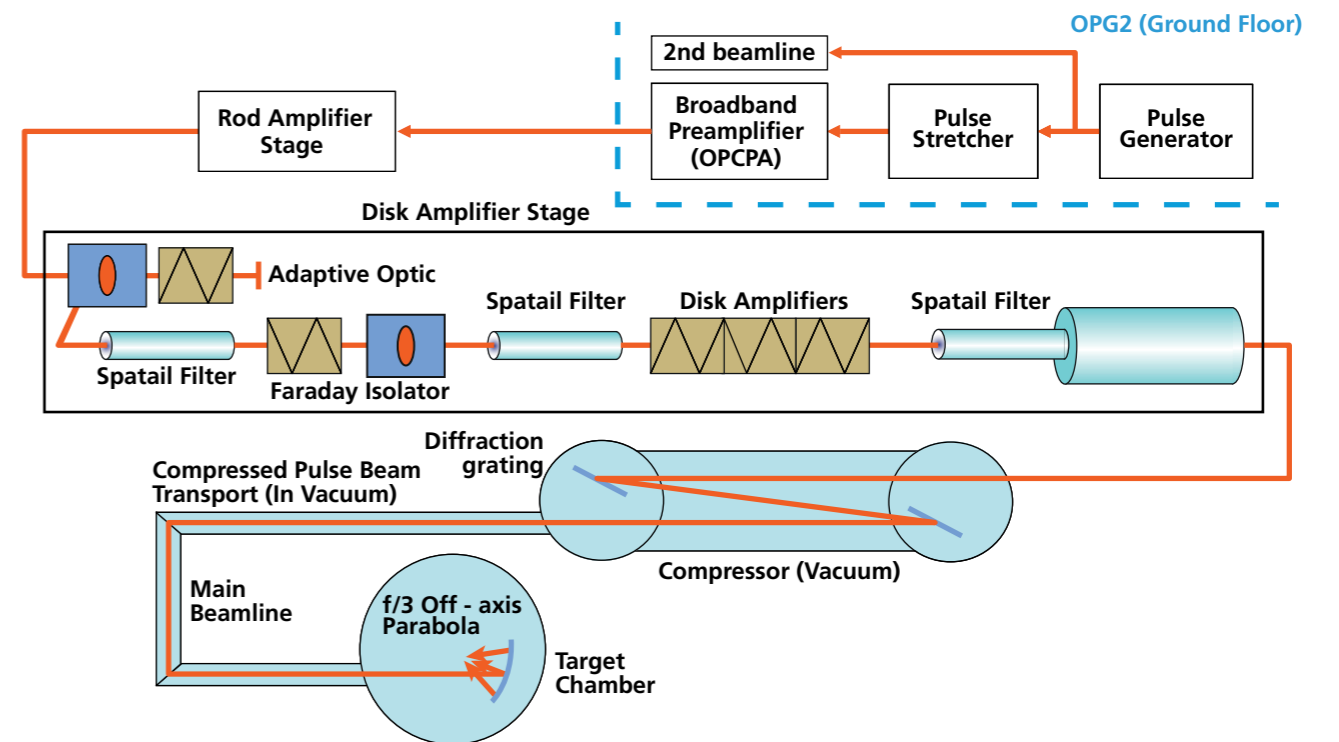 OPG2 (Ground Floor)
2nd beamline
Rod Amplifier
Stage
Broadband
Preamplifier
(OPCPA)
Pulse
Stretcher
Pulse
Generator
Disk Amplifier Stage
Adaptive Optic
Spatail Filter
Disk Amplifiers
Spatail Filter
Spatail Filter
Faraday Isolator
Diffraction
grating
Compressed Pulse Beam
Transport (In Vacuum)
Compressor (Vacuum)
Main
Beamline
f/3 Off - axis
Parabola
Target
Chamber